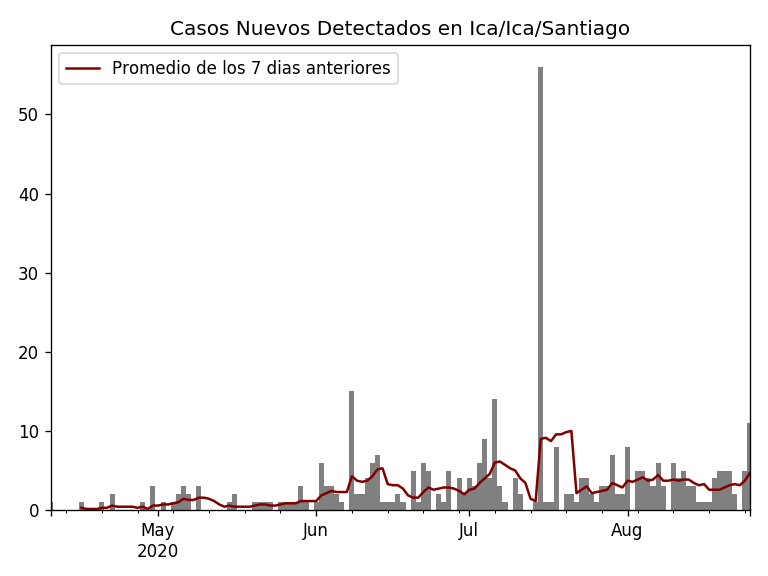 Casos Nuevos Detectados en Ica/Ica/Santiago
Promedio de los 7 dias anteriores
50
40
30
20
10
0
May
2020
Jun
Jul
Aug